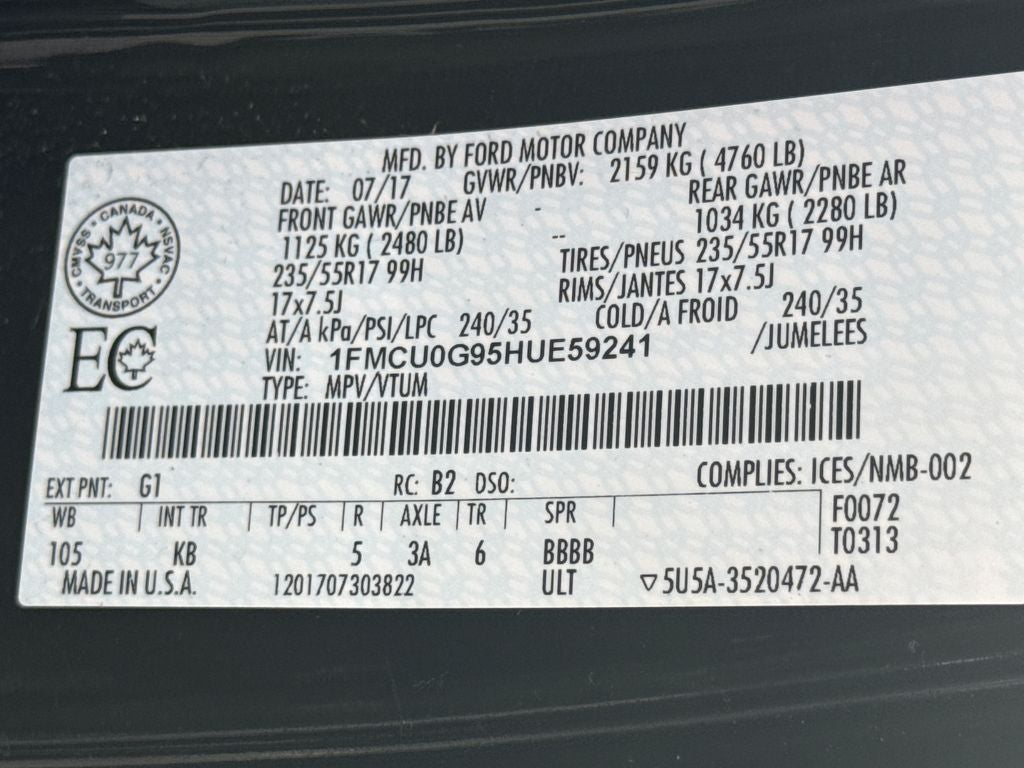 MFD. BY FORD MOTOR COMPANY
DATE: 07/17 GVWR/PNBV: 2159 KG ( 4760 LB)
FRONT GAWR/PNBE AV - REAR GAWR/PNBE AR
1125 KG ( 2480 LB) -- 1034 KG ( 2280 LB)
235/55R17 99H TIRES/PNEUS 235/55R17 99H
17x7.5J RIMS/JANTES 17x7.5J
AT/A kPa/PSI/LPC 240/35 COLD/A FROID 240/35
VIN: 1FMCU0G95HUE59241 /JUMELEES
TYPE: MPV/VTUM
CANADA
CMVSS NSVAC
977
TRANSPORT
EC
EXT PNT: G1 RC: B2 DSO: COMPLIES: ICES/NMB-002
WB INT TR TP/PS R AXLE TR SPR F0072
105 KB 5 3A 6 BBBB T0313
MADE IN U.S.A. 1201707303822 ULT ▽5U5A-3520472-AA